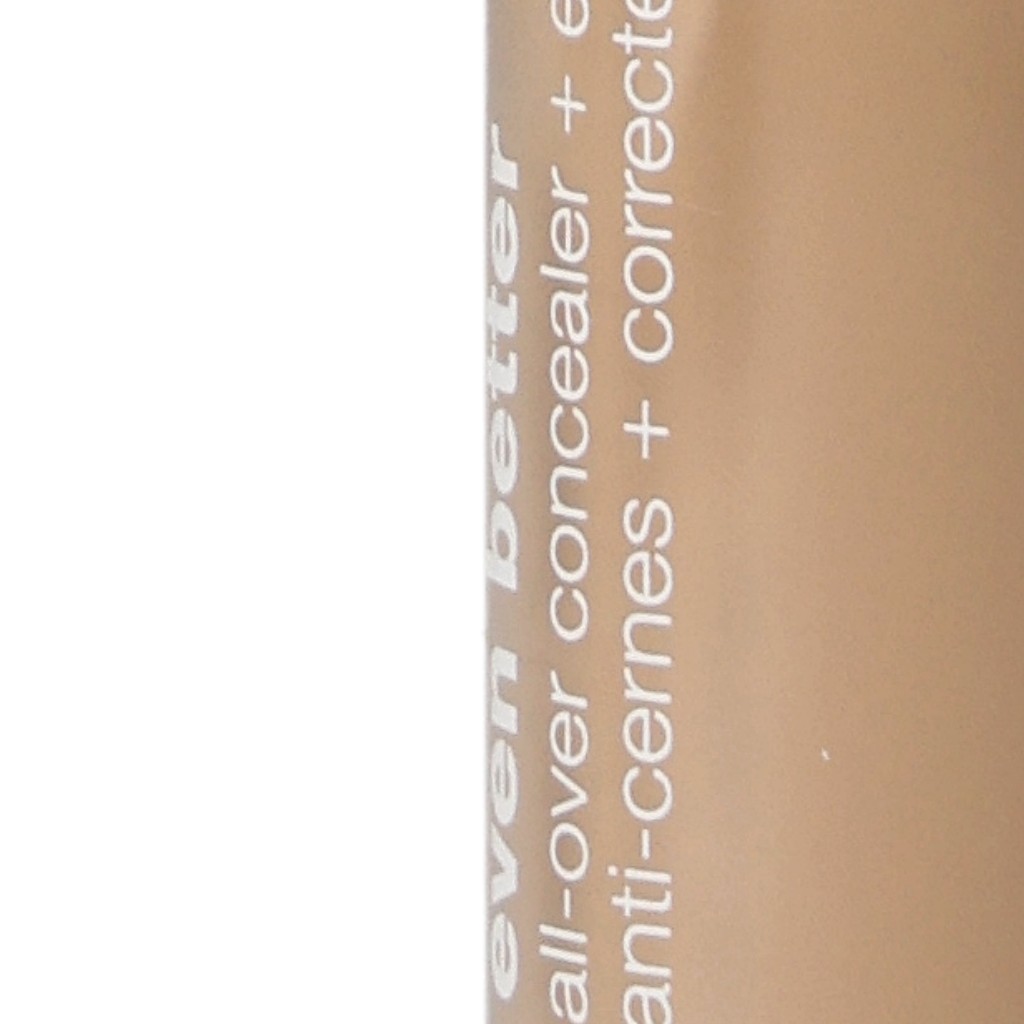 even better
all-over concealer + e
anti-cernes + correcte